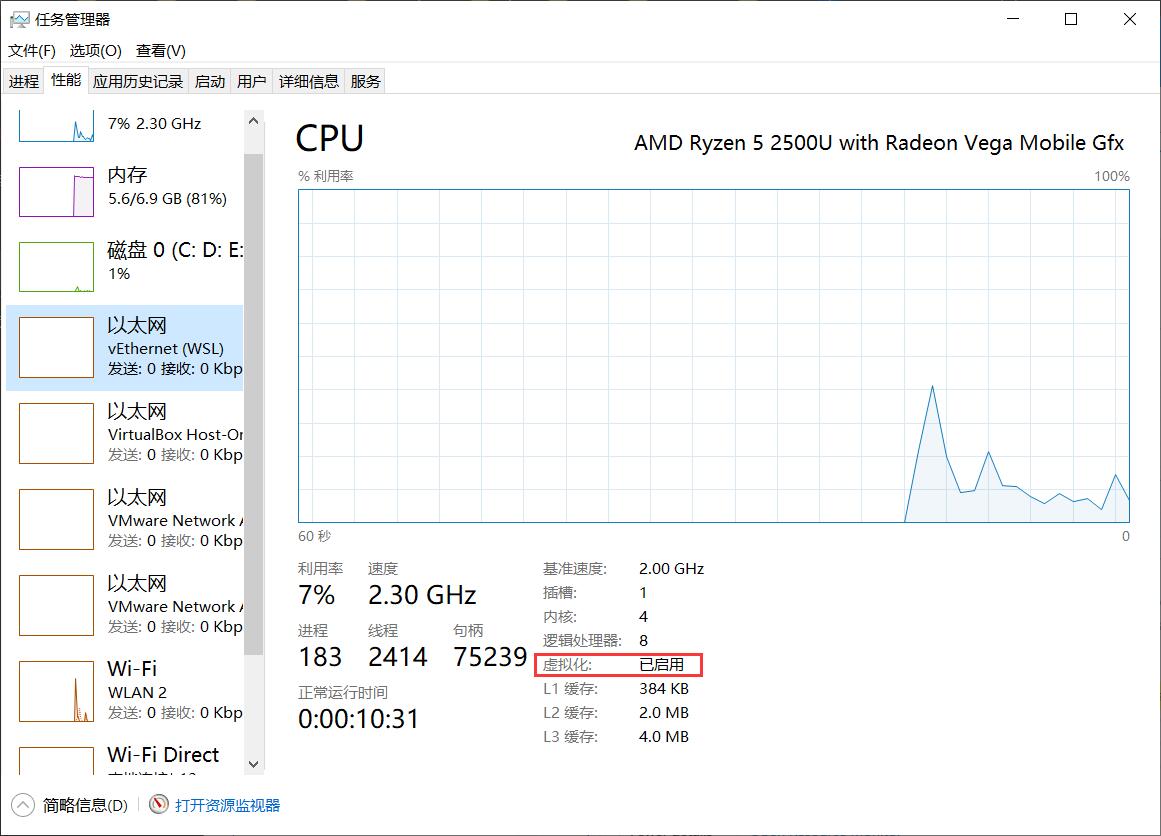 任务管理器
文件(F) 选项(O) 查看(V)
进程 性能 应用历史记录 启动 用户 详细信息 服务
7% 2.30 GHz
内存
5.6/6.9 GB (81%)
磁盘 0 (C: D: E:
1%
以太网
vEthernet (WSL)
发送: 0 接收: 0 Kbp
以太网
VirtualBox Host-Or
发送: 0 接收: 0 Kbp
以太网
VMware Network A
发送: 0 接收: 0 Kbp
以太网
VMware Network A
发送: 0 接收: 0 Kbp
Wi-Fi
WLAN 2
发送: 0 接收: 0 Kbp
Wi-Fi Direct
CPU
AMD Ryzen 5 2500U with Radeon Vega Mobile Gfx
% 利用率 100%
60 秒 0
利用率 速度
7% 2.30 GHz
进程 线程 句柄
183 2414 75239
正常运行时间
0:00:10:31
基准速度: 2.00 GHz
插槽: 1
内核: 4
逻辑处理器: 8
虚拟化: 已启用
L1 缓存: 384 KB
L2 缓存: 2.0 MB
L3 缓存: 4.0 MB
简略信息(D) 打开资源监视器